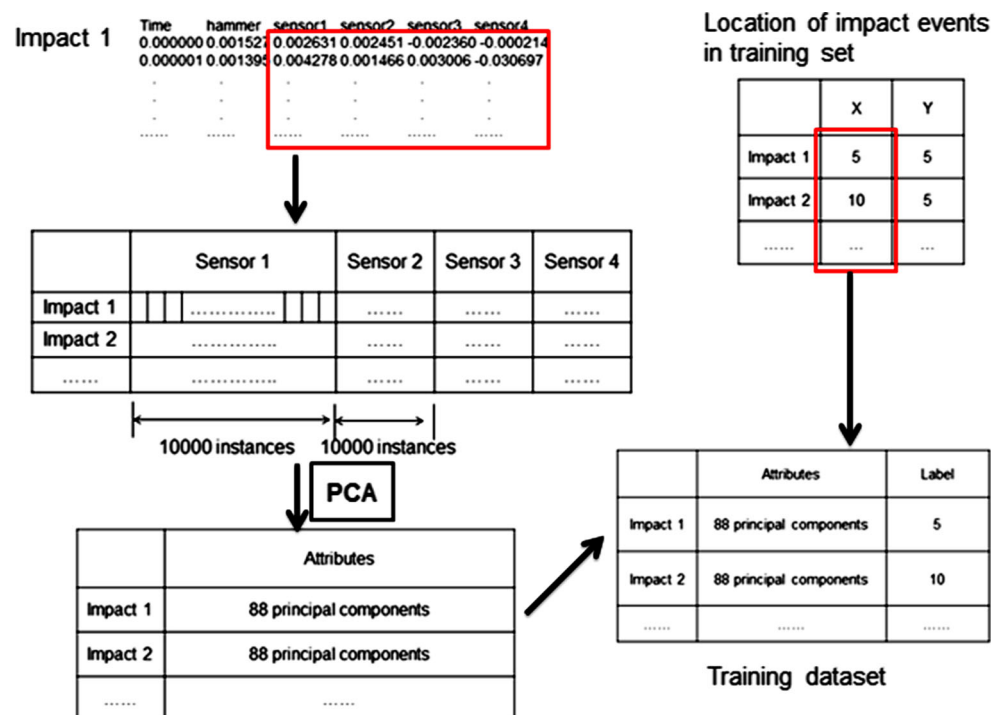 Impact 1
Time hammer sensor1 sensor2 sensor3 sensor4
0.000000 0.001527 0.002631 0.002451 -0.002360 -0.000214
0.000001 0.001395 0.004278 0.001466 0.003006 -0.030697
. . . . . .
. . . . . .
. . . . . .
...... ...... ...... ...... ...... ......
Sensor 1 Sensor 2 Sensor 3 Sensor 4
Impact 1 .............. ...... ...... ......
Impact 2 .............. ...... ...... ......
...... .............. ...... ...... ......
10000 instances 10000 instances
PCA
Attributes
Impact 1 88 principal components
Impact 2 88 principal components
...... ......
Location of impact events
in training set
X Y
Impact 1 5 5
Impact 2 10 5
...... ... ...
Attributes Label
Impact 1 88 principal components 5
Impact 2 88 principal components 10
...... ...... ......
Training dataset